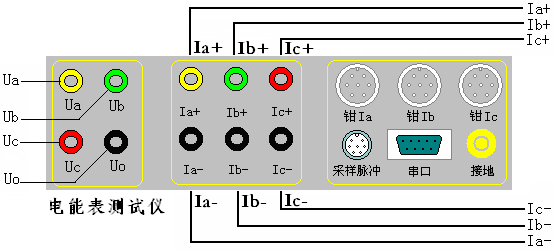 Ia+
Ib+
Ic+
Ia+ Ib+ Ic+
Ua
Ub
Uc
Uo
Ua Ub
Uc Uo
Ia+ Ib+ Ic+
Ia- Ib- Ic-
钳Ia 钳Ib 钳Ic
采样脉冲 串口 接地
电能表测试仪
Ia- Ib- Ic-
Ic-
Ib-
Ia-